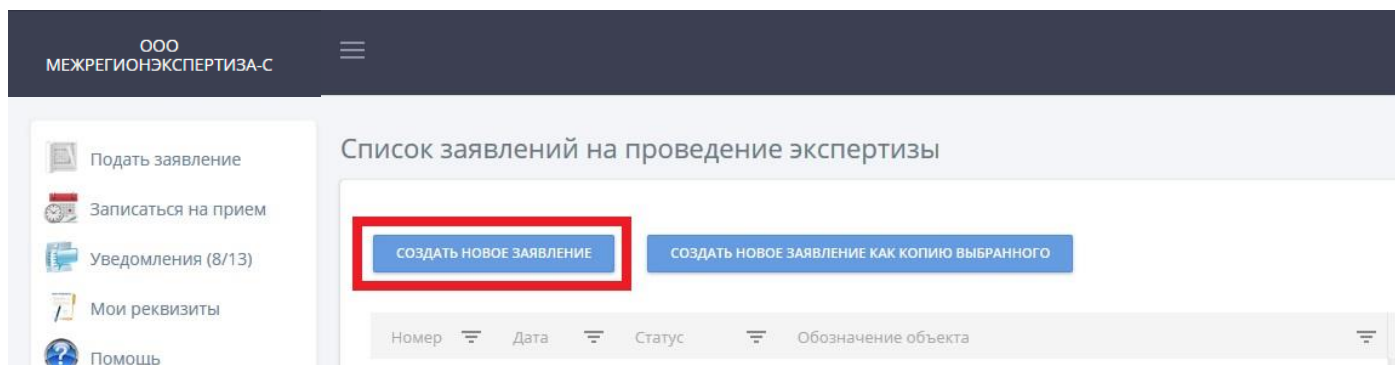 ООО
МЕЖРЕГИОНЭКСПЕРТИЗА-С
Подать заявление
Записаться на прием
Уведомления (8/13)
Мои реквизиты
Помощь
Список заявлений на проведение экспертизы
СОЗДАТЬ НОВОЕ ЗАЯВЛЕНИЕ СОЗДАТЬ НОВОЕ ЗАЯВЛЕНИЕ КАК КОПИЮ ВЫБРАННОГО
Номер Дата Статус Обозначение объекта